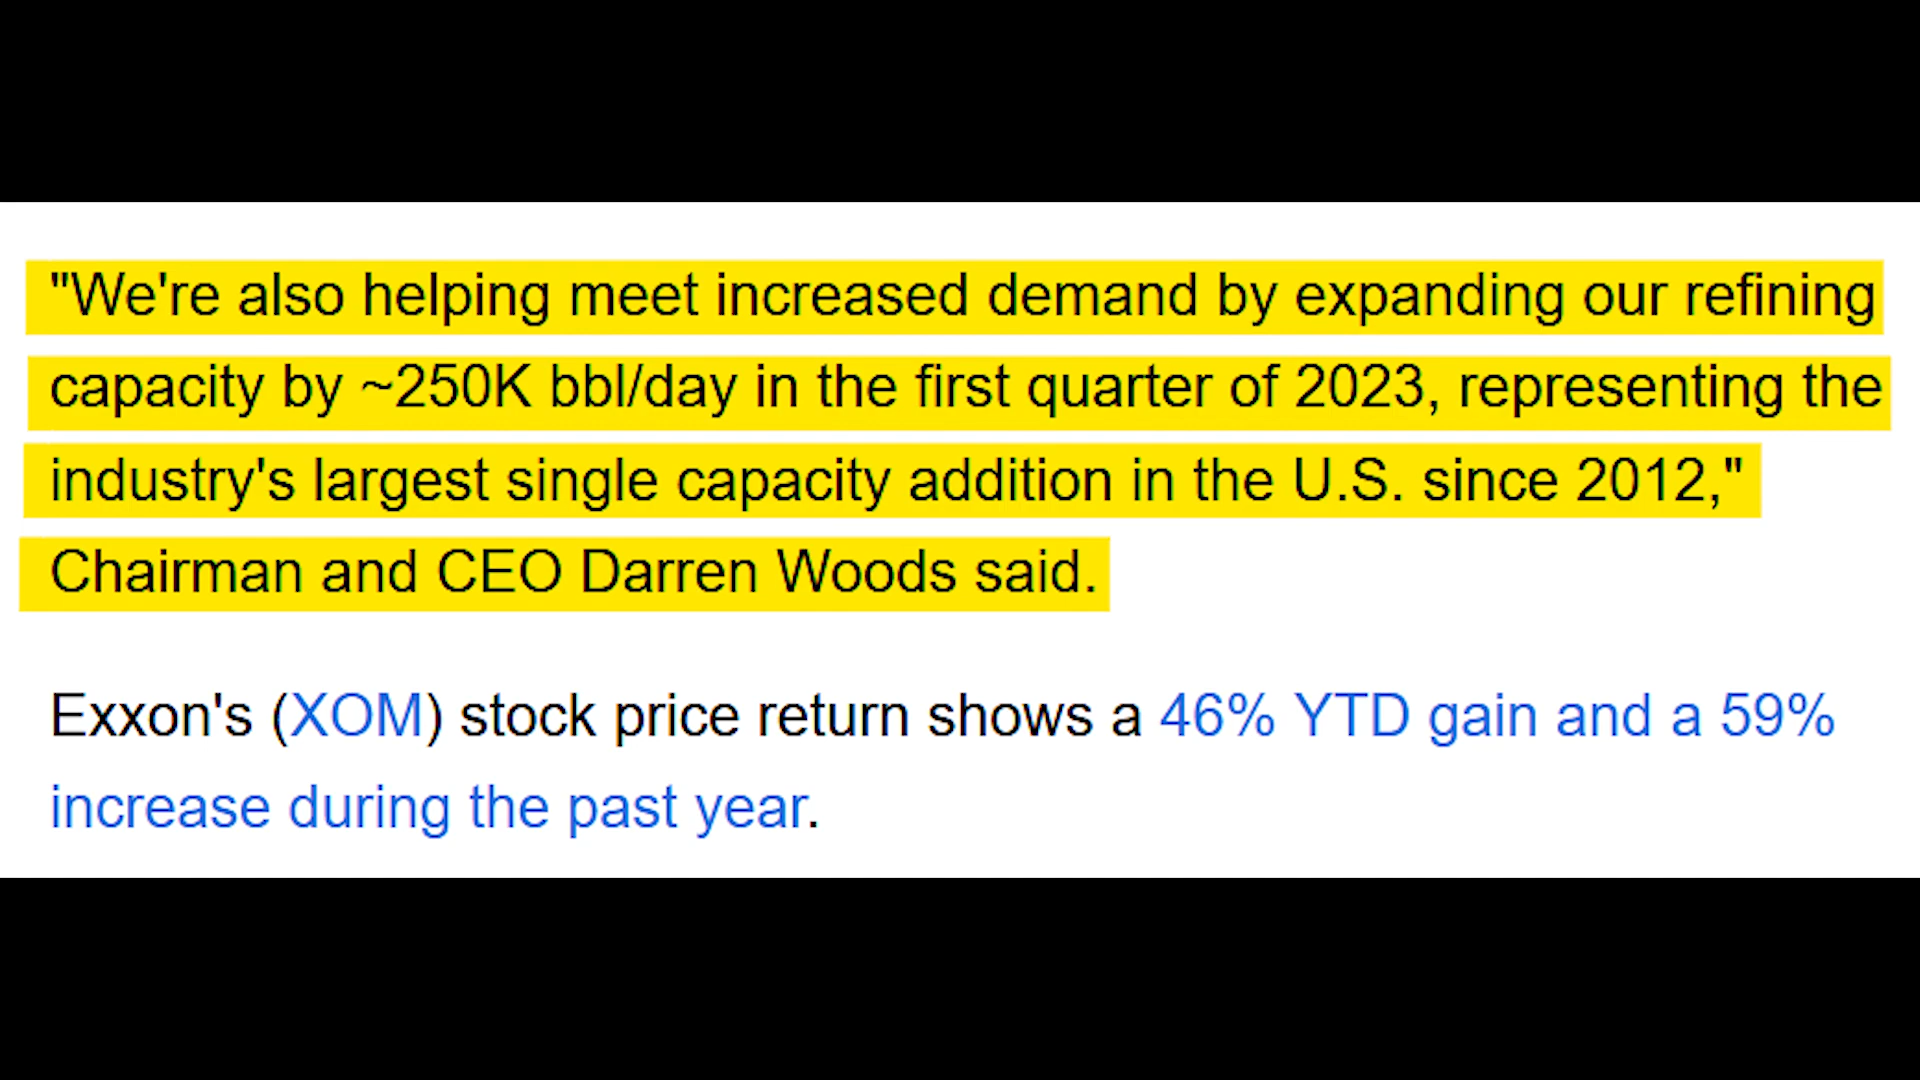 "We're also helping meet increased demand by expanding our refining
capacity by ~250K bbl/day in the first quarter of 2023, representing the
industry's largest single capacity addition in the U.S. since 2012,"
Chairman and CEO Darren Woods said.
Exxon's (XOM) stock price return shows a 46% YTD gain and a 59%
increase during the past year.